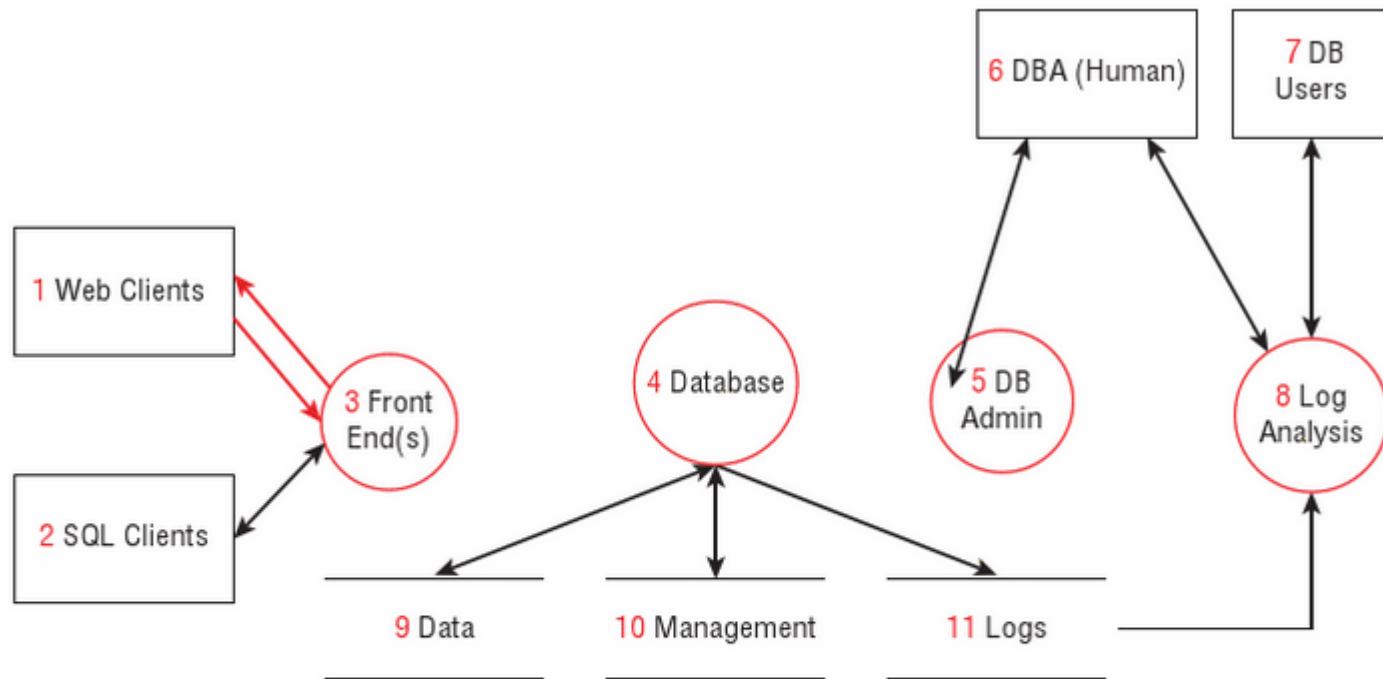 6 DBA (Human)
7 DB
Users
1 Web Clients
3 Front
End(s)
4 Database
5 DB
Admin
8 Log
Analysis
2 SQL Clients
9 Data
10 Management
11 Logs